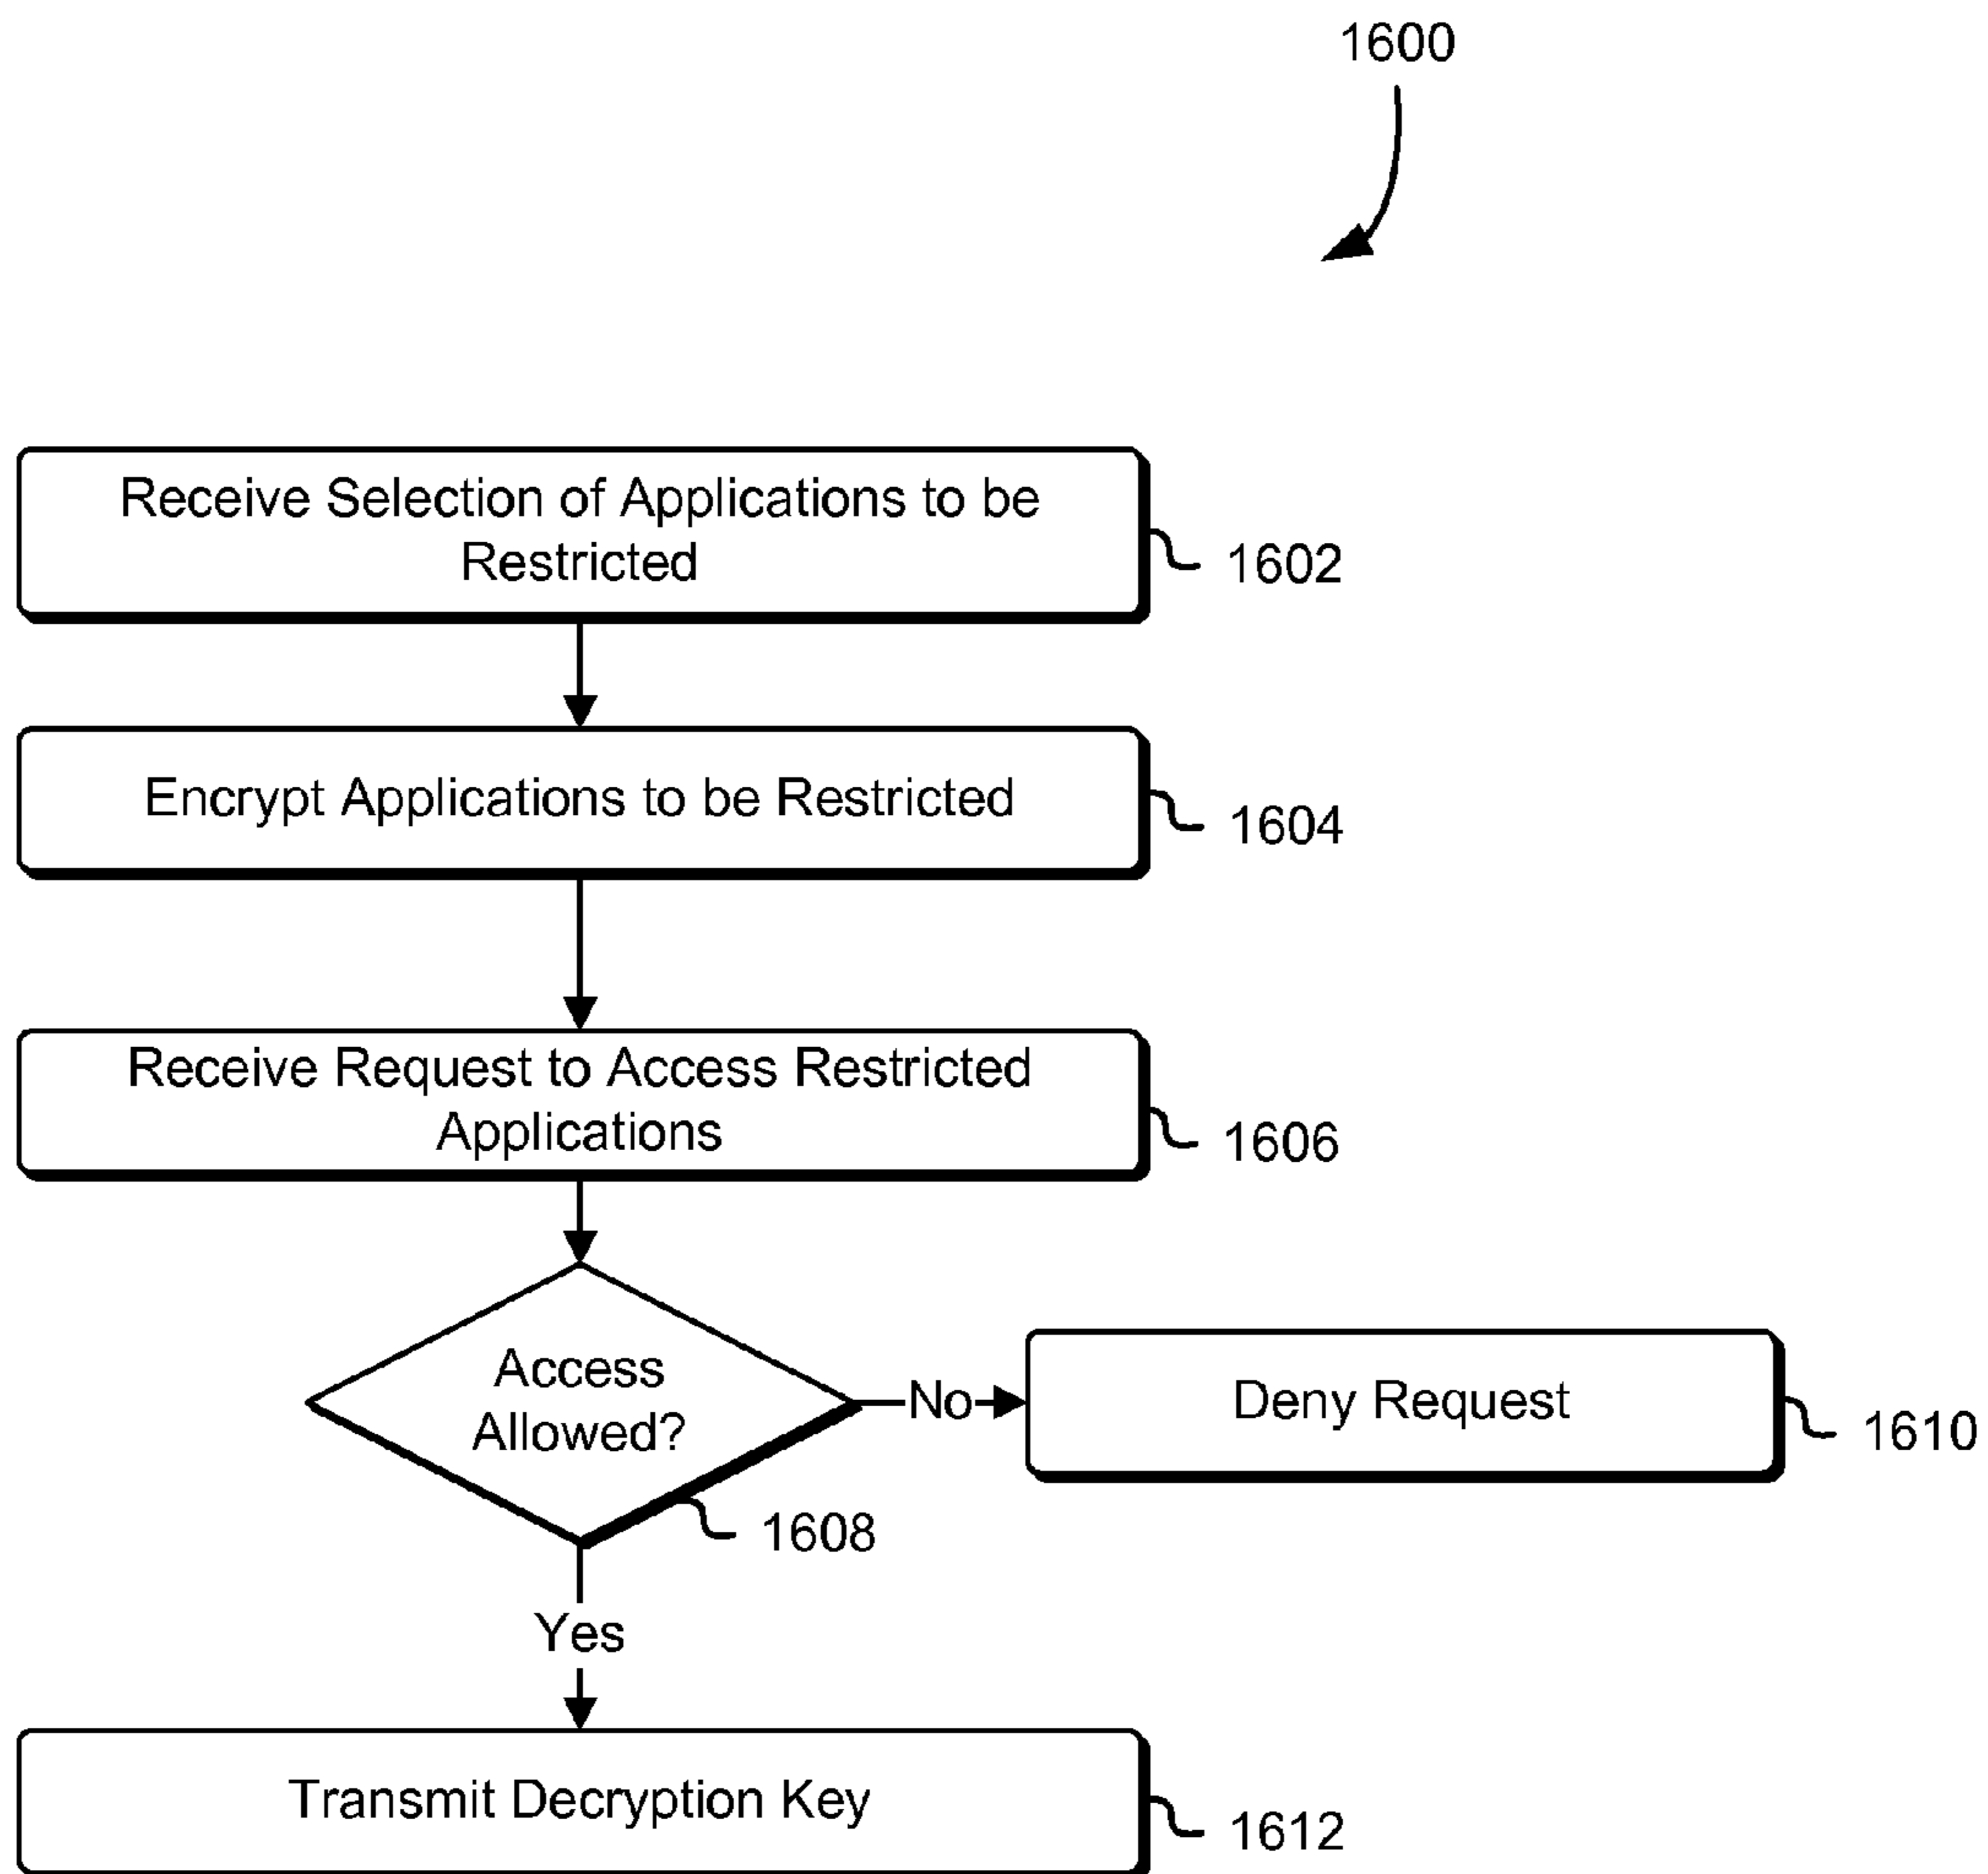 1600
Receive Selection of Applications to be
Restricted
1602
Encrypt Applications to be Restricted
1604
Receive Request to Access Restricted
Applications
1606
Access
Allowed?
No
Deny Request
1610
1608
Yes
Transmit Decryption Key
1612